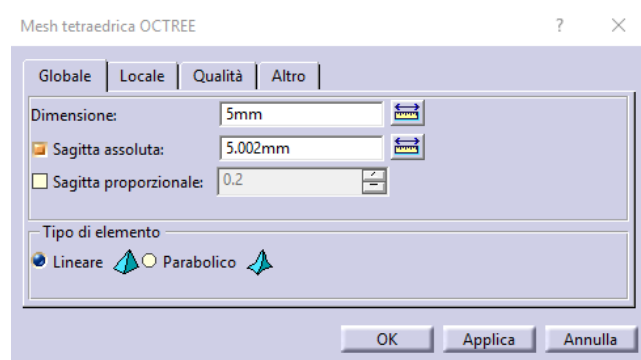 Mesh tetraedrica OCTREE ? ×
Globale Locale Qualità Altro
Dimensione: 5mm
Sagitta assoluta: 5.002mm
Sagitta proporzionale: 0.2
Tipo di elemento
Lineare Parabolico
OK Applica Annulla